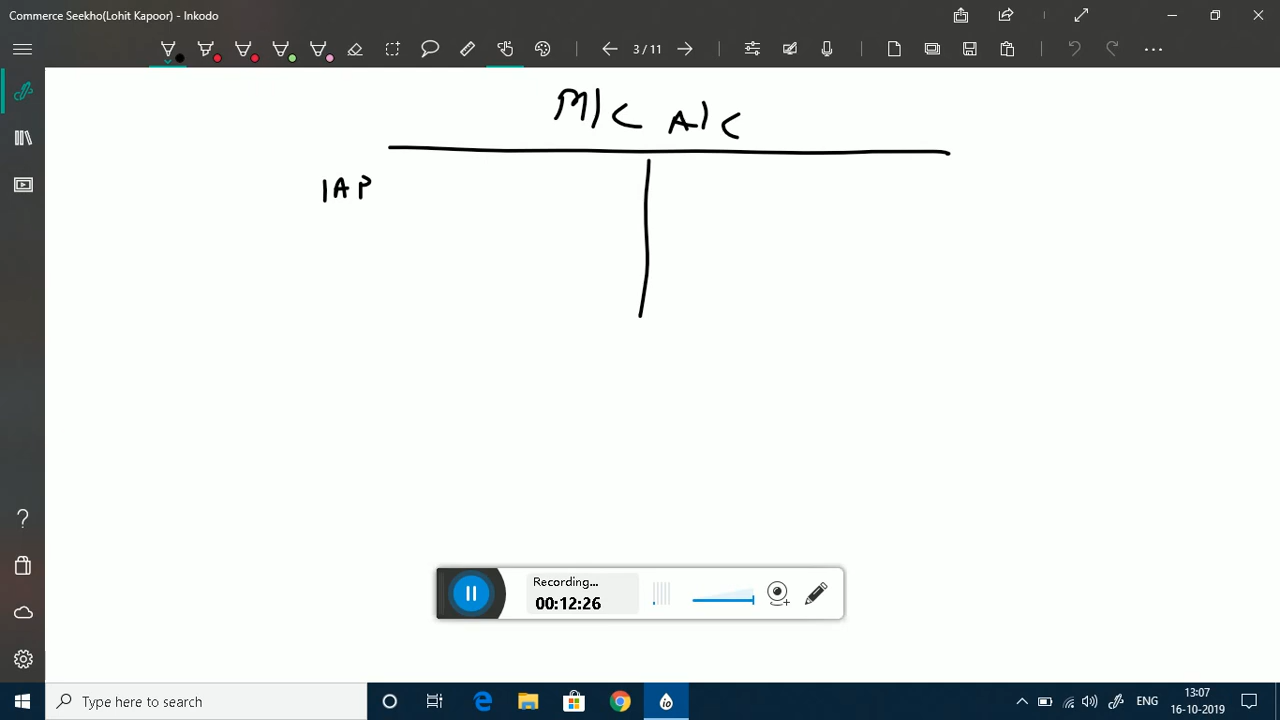 Commerce Seekho(Lohit Kapoor) - Inkodo
3 / 11
M/C A/C
1AP
Recording...
00:12:26
Type here to search
ENG
13:07
16-10-2019